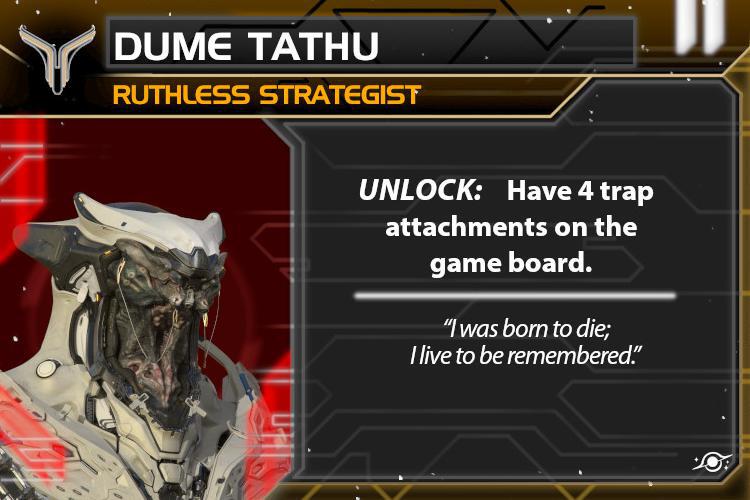 DUME TATHU
RUTHLESS STRATEGIST
UNLOCK: Have 4 trap
attachments on the
game board.
“I was born to die;
I live to be remembered.”